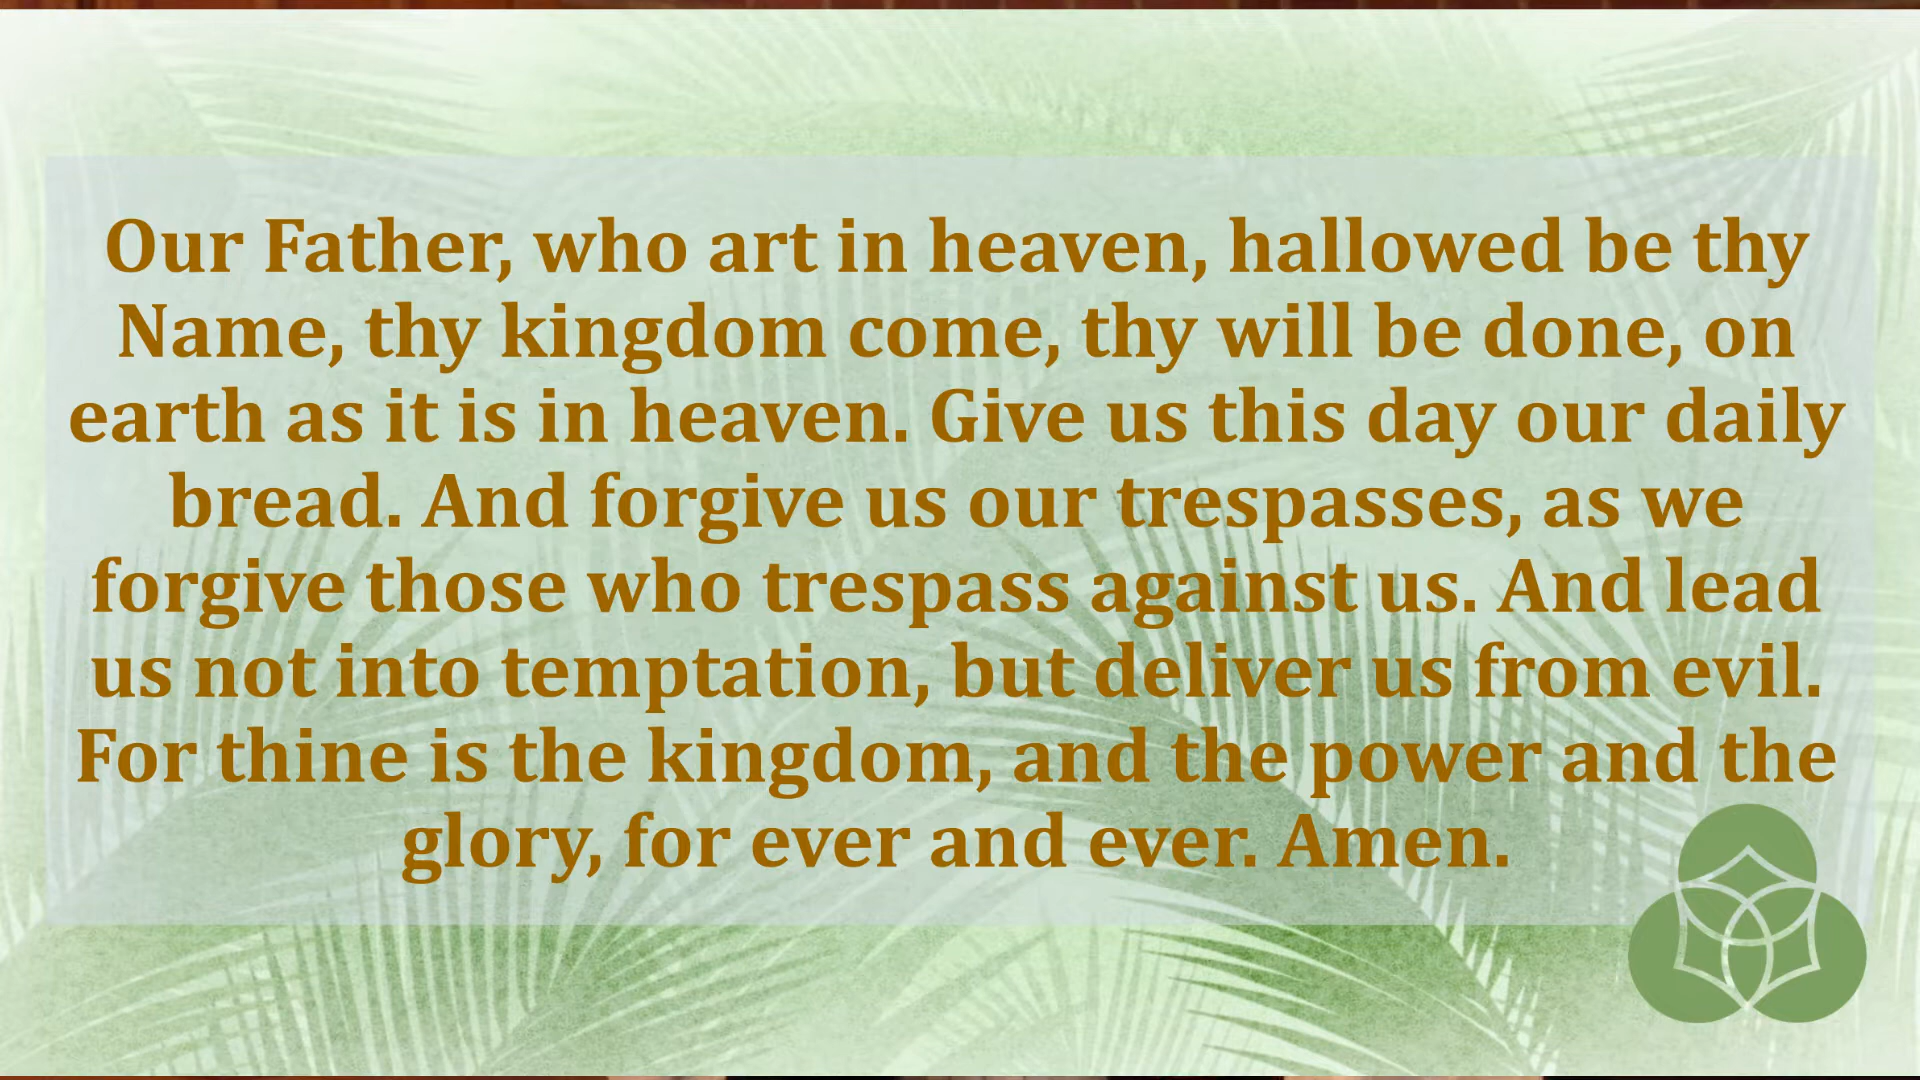 Our Father, who art in heaven, hallowed be thy
Name, thy kingdom come, thy will be done, on
earth as it is in heaven. Give us this day our daily
bread. And forgive us our trespasses, as we
forgive those who trespass against us. And lead
us not into temptation, but deliver us from evil.
For thine is the kingdom, and the power and the
glory, for ever and ever. Amen.